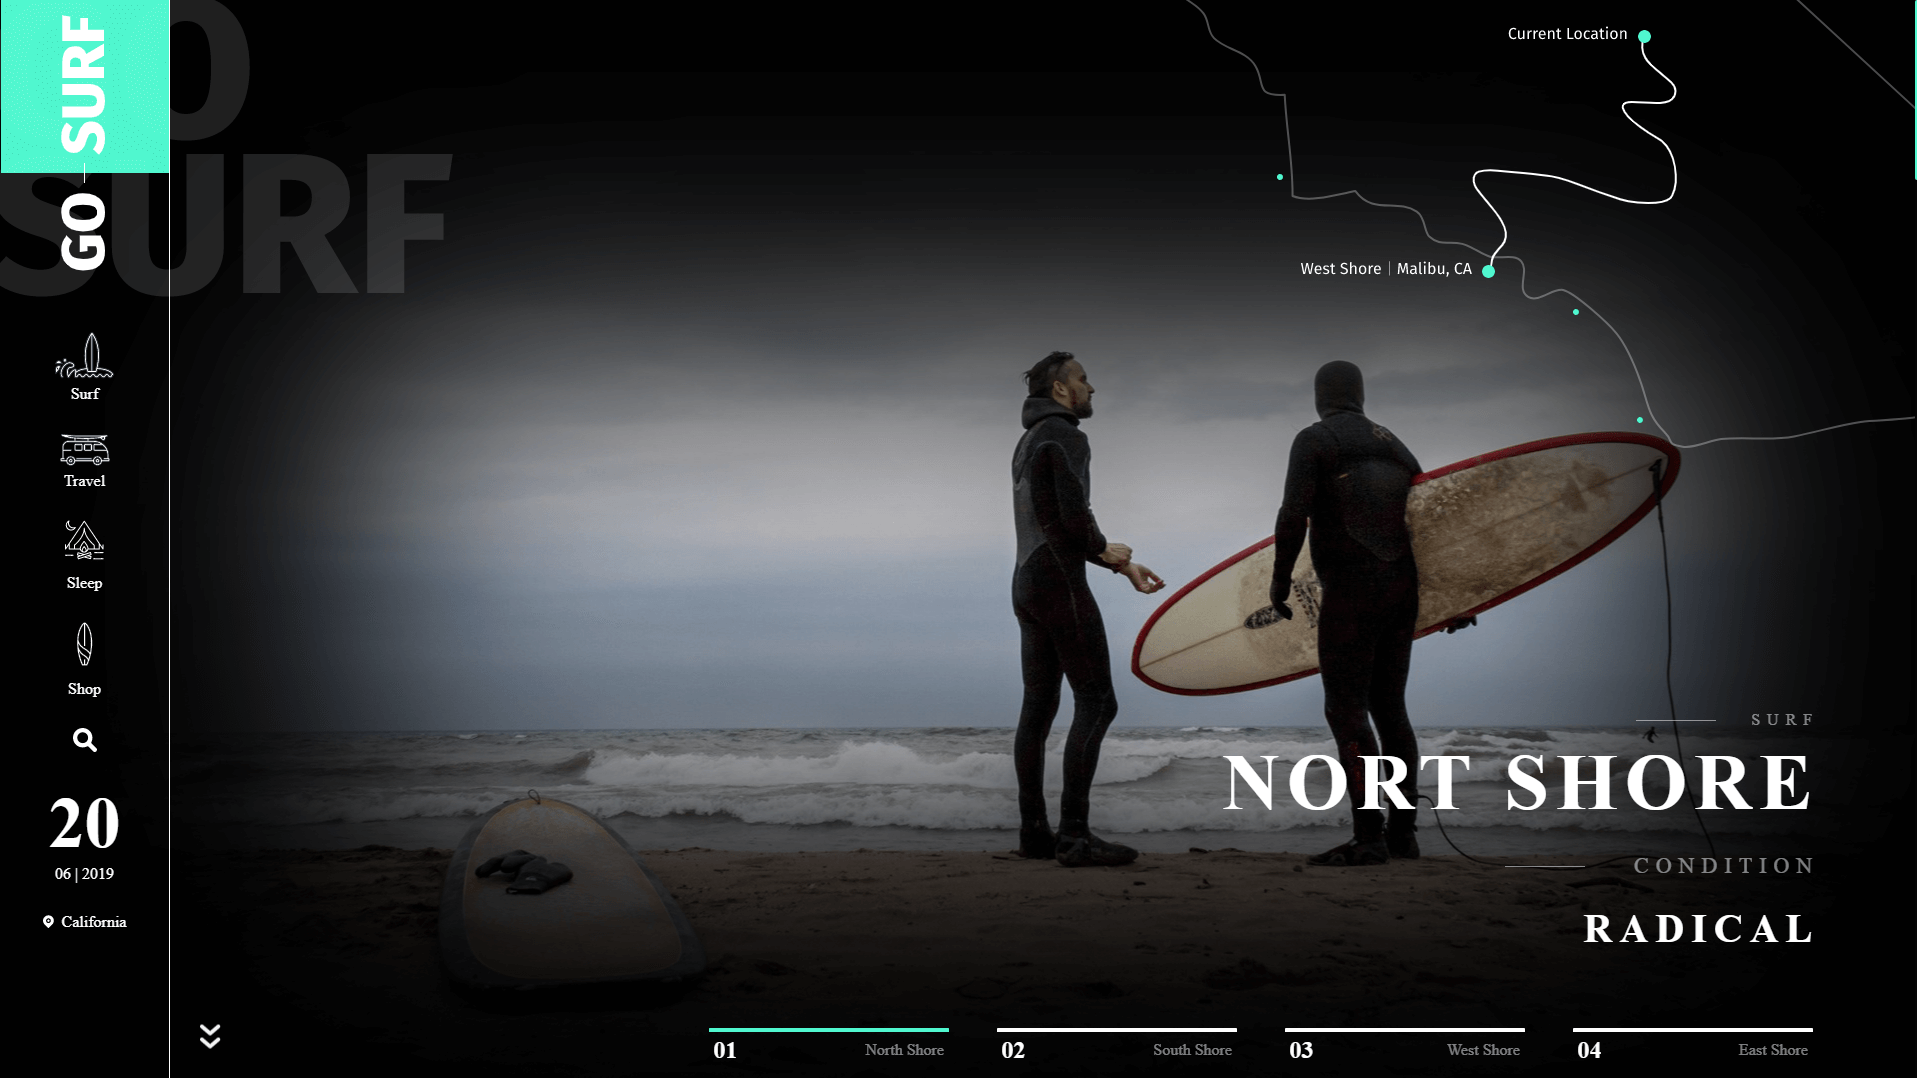 GO SURF
GO
SURF
Surf
Travel
Sleep
Shop
20
06 | 2019
California
Current Location
West Shore | Malibu, CA
SURF
NORT SHORE
CONDITION
RADICAL
01 North Shore
02 South Shore
03 West Shore
04 East Shore